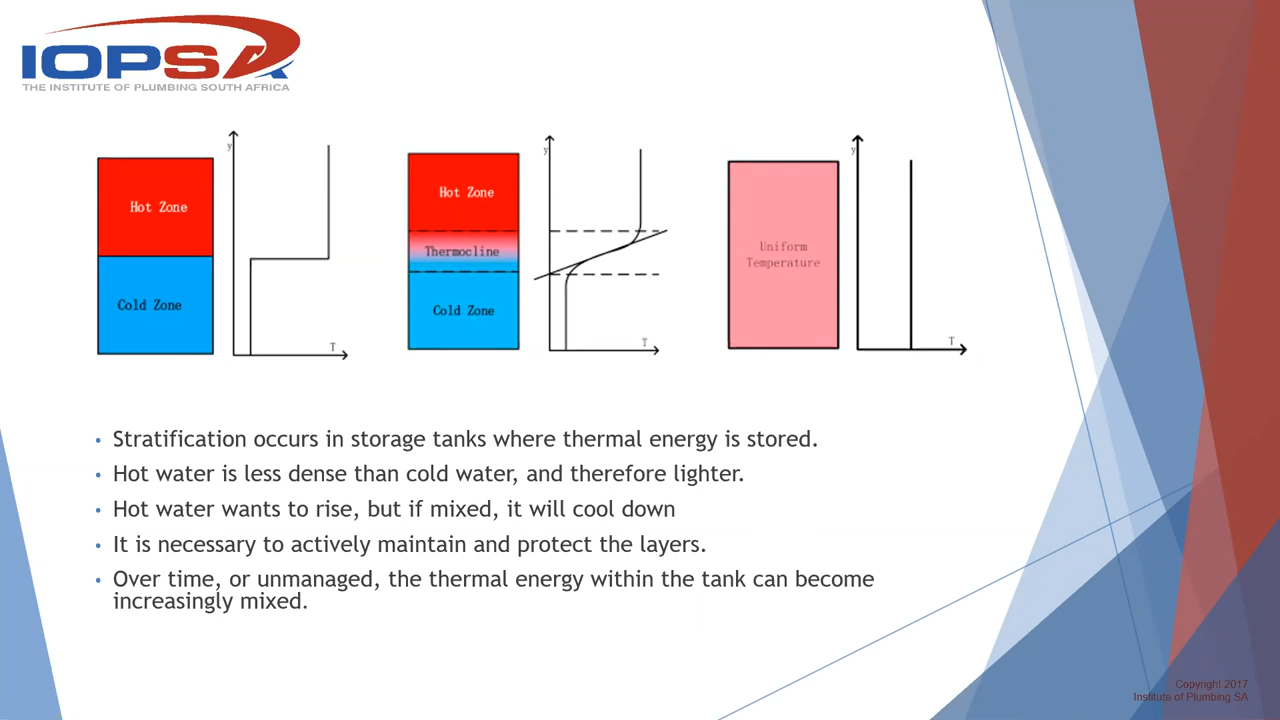 IOPSA
THE INSTITUTE OF PLUMBING SOUTH AFRICA
y
Hot Zone
Cold Zone
T
y
Hot Zone
Thermocline
Cold Zone
T
y
Uniform
Temperature
T
• Stratification occurs in storage tanks where thermal energy is stored.
• Hot water is less dense than cold water, and therefore lighter.
• Hot water wants to rise, but if mixed, it will cool down
• It is necessary to actively maintain and protect the layers.
• Over time, or unmanaged, the thermal energy within the tank can become
increasingly mixed.
Copyright 2017
Institute of Plumbing SA